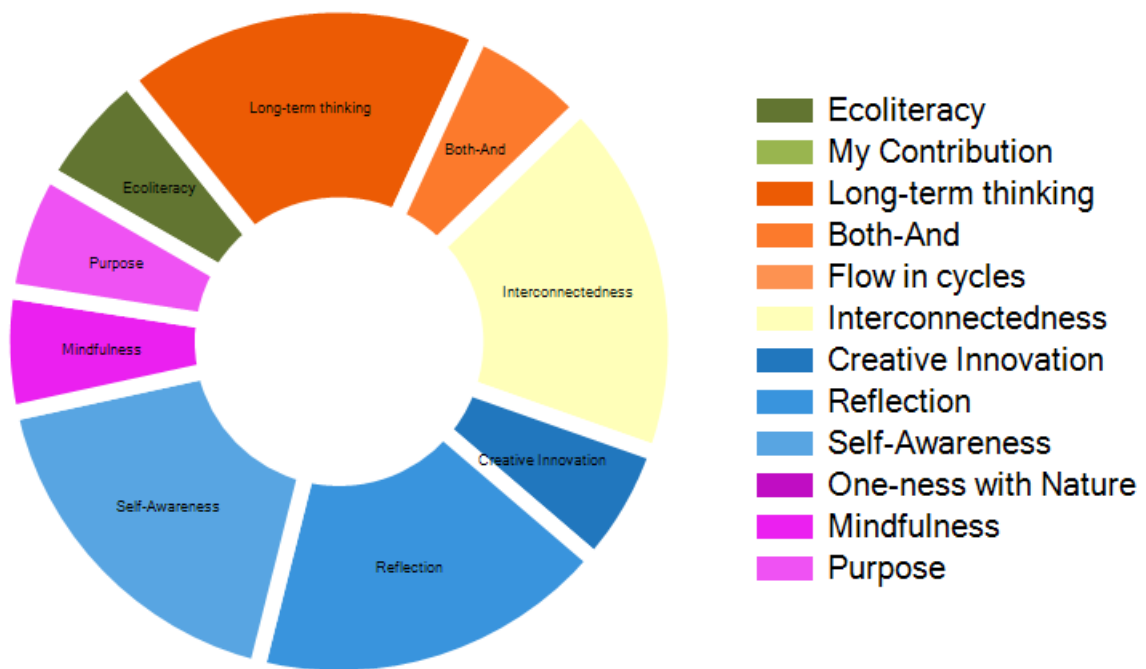 Long-term thinking
Both-And
Ecoliteracy
Purpose
Interconnectedness
Mindfulness
Creative Innovation
Self-Awareness
Reflection
Ecoliteracy
My Contribution
Long-term thinking
Both-And
Flow in cycles
Interconnectedness
Creative Innovation
Reflection
Self-Awareness
One-ness with Nature
Mindfulness
Purpose